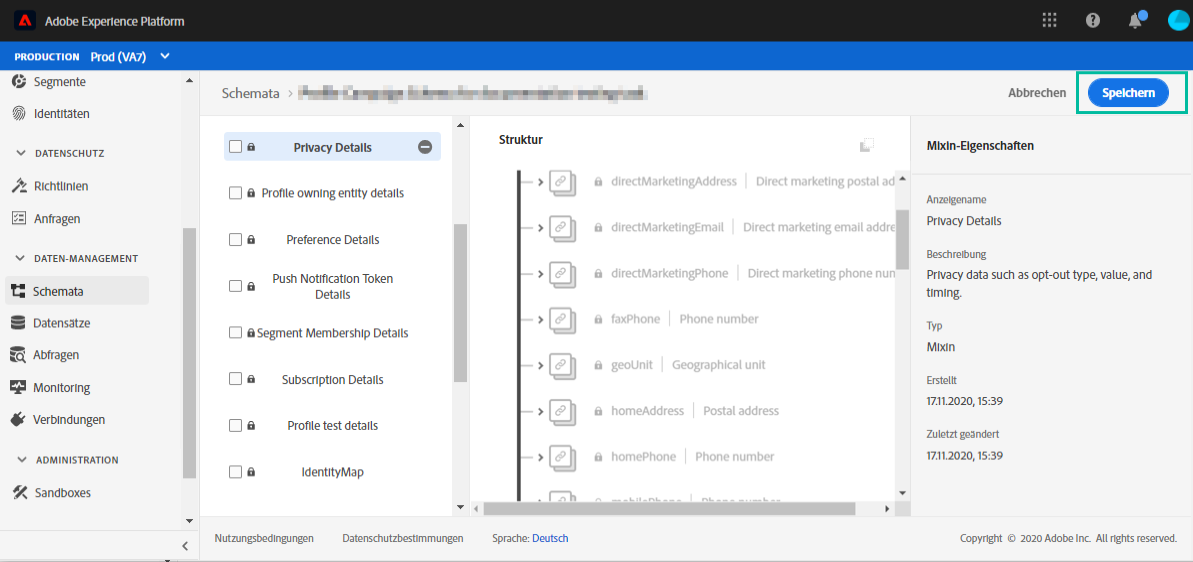 Adobe Experience Platform
PRODUCTION Prod (VA7)
Segmente
Identitäten
DATENSCHUTZ
Richtlinien
Anfragen
DATEN-MANAGEMENT
Schemata
Datensätze
Abfragen
Monitoring
Verbindungen
ADMINISTRATION
Sandboxes
Schemata
Abbrechen
Speichern
Privacy Details
Profile owning entity details
Preference Details
Push Notification Token
Details
Segment Membership Details
Subscription Details
Profile test details
IdentityMap
Struktur
directMarketingAddress Direct marketing postal ad
directMarketingEmail Direct marketing email addre
directMarketingPhone Direct marketing phone num
faxPhone Phone number
geoUnit Geographical unit
homeAddress Postal address
homePhone Phone number
mobilePhone Phone number
Mixin-Eigenschaften
Anzeigename
Privacy Details
Beschreibung
Privacy data such as opt-out type, value, and
timing.
Typ
Mixin
Erstellt
17.11.2020, 15:39
Zuletzt geändert
17.11.2020, 15:39
Nutzungsbedingungen Datenschutzbestimmungen Sprache: Deutsch Copyright © 2020 Adobe Inc. All rights reserved.